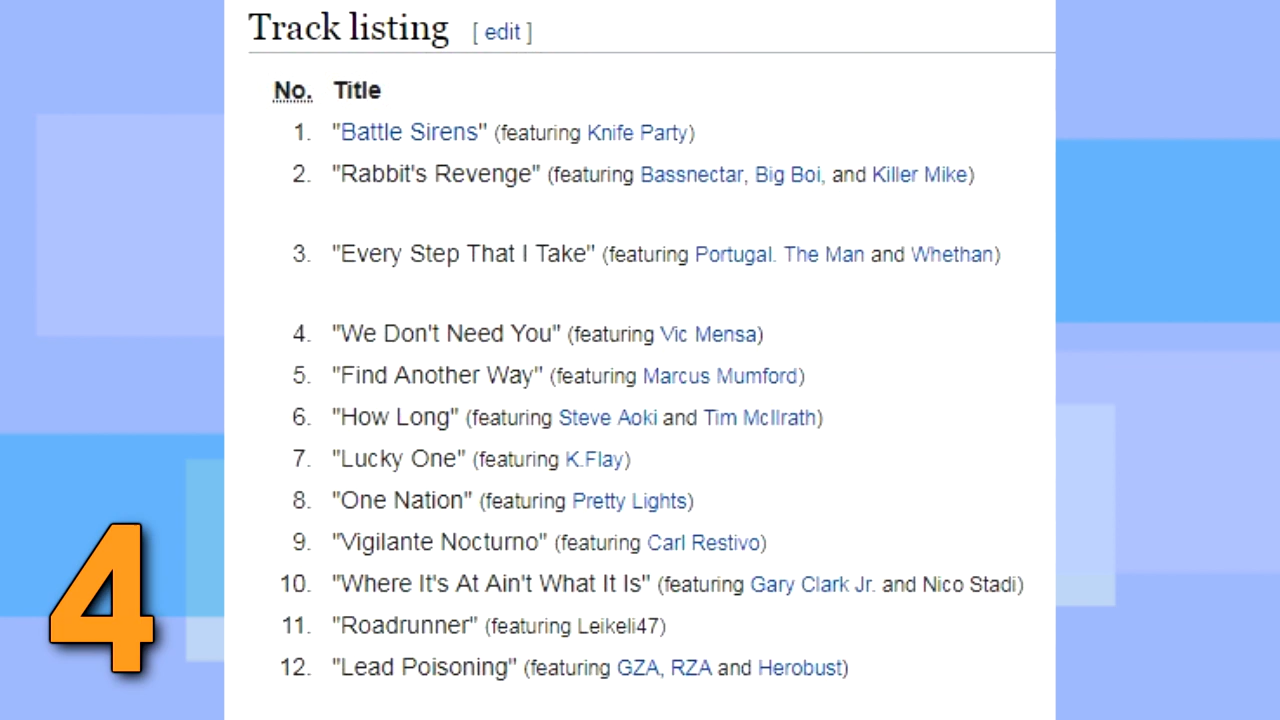 Track listing [ edit ]
No. Title
1. "Battle Sirens" (featuring Knife Party)
2. "Rabbit's Revenge" (featuring Bassnectar, Big Boi, and Killer Mike)
3. "Every Step That I Take" (featuring Portugal. The Man and Whethan)
4. "We Don't Need You" (featuring Vic Mensa)
5. "Find Another Way" (featuring Marcus Mumford)
6. "How Long" (featuring Steve Aoki and Tim McIlrath)
7. "Lucky One" (featuring K.Flay)
8. "One Nation" (featuring Pretty Lights)
9. "Vigilante Nocturno" (featuring Carl Restivo)
10. "Where It's At Ain't What It Is" (featuring Gary Clark Jr. and Nico Stadi)
11. "Roadrunner" (featuring Leikeli47)
12. "Lead Poisoning" (featuring GZA, RZA and Herobust)
4